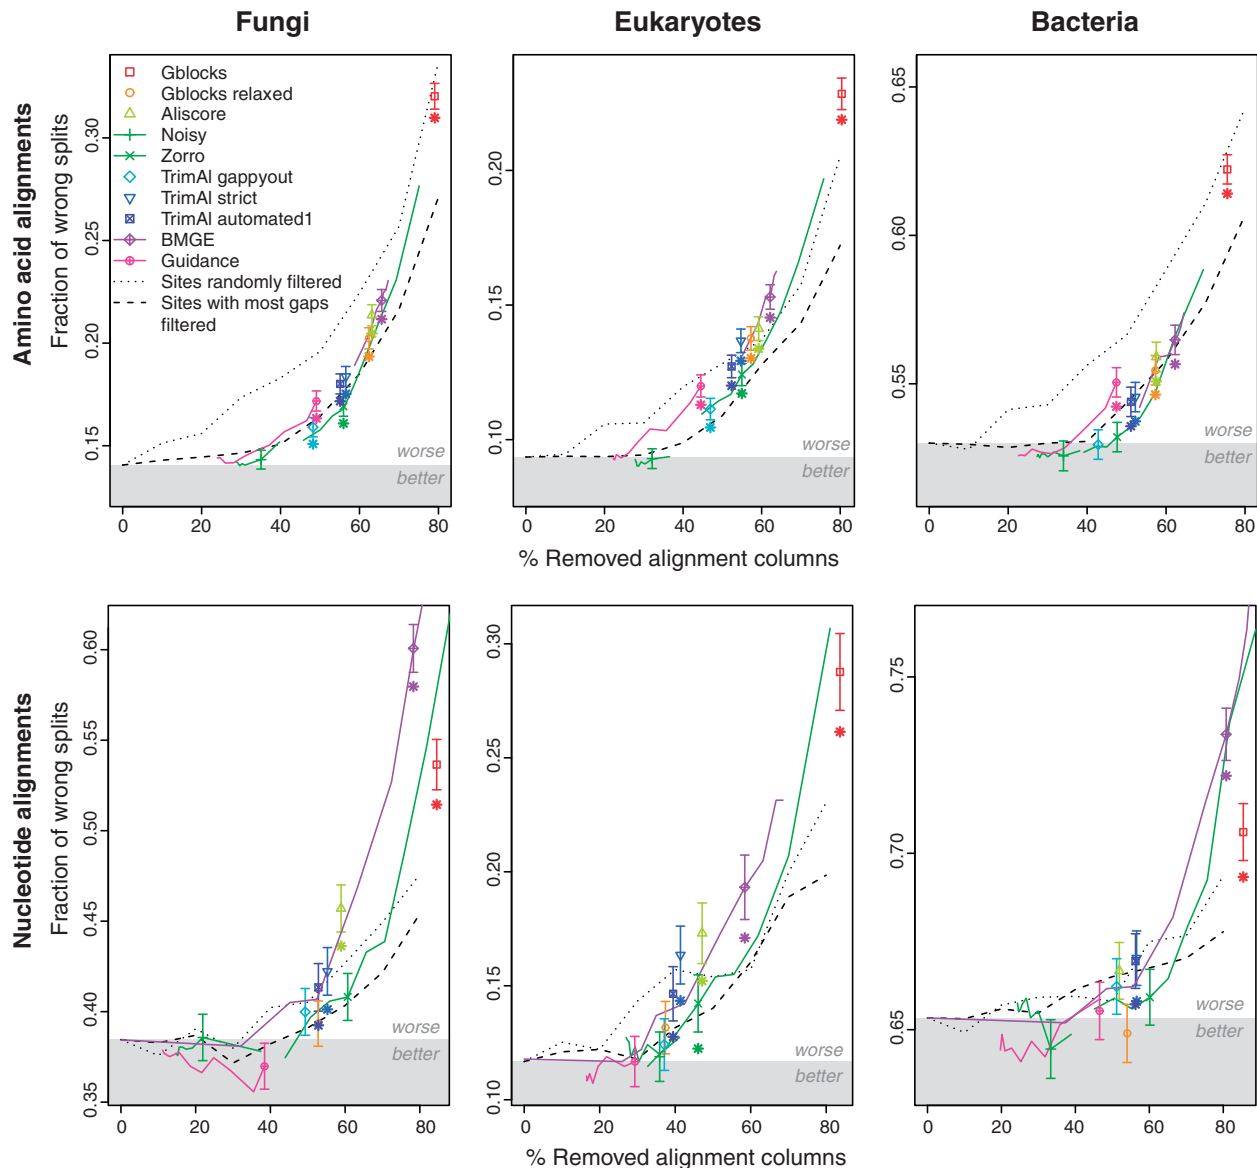 Fungi
Eukaryotes
Bacteria
Amino acid alignments
Fraction of wrong splits
0.15
0.20
0.25
0.30
Gblocks
Gblocks relaxed
Aliscore
Noisy
Zorro
TrimAl gappyout
TrimAl strict
TrimAl automated1
BMGE
Guidance
Sites randomly filtered
Sites with most gaps
filtered
worse
better
0 20 40 60 80
0.10
0.15
0.20
worse
better
0 20 40 60 80
0.55
0.60
0.65
worse
better
0 20 40 60 80
% Removed alignment columns
Nucleotide alignments
Fraction of wrong splits
0.35
0.40
0.45
0.50
0.55
0.60
worse
better
0 20 40 60 80
0.10
0.15
0.20
0.25
0.30
worse
better
0 20 40 60 80
0.65
0.70
0.75
worse
better
0 20 40 60 80
% Removed alignment columns